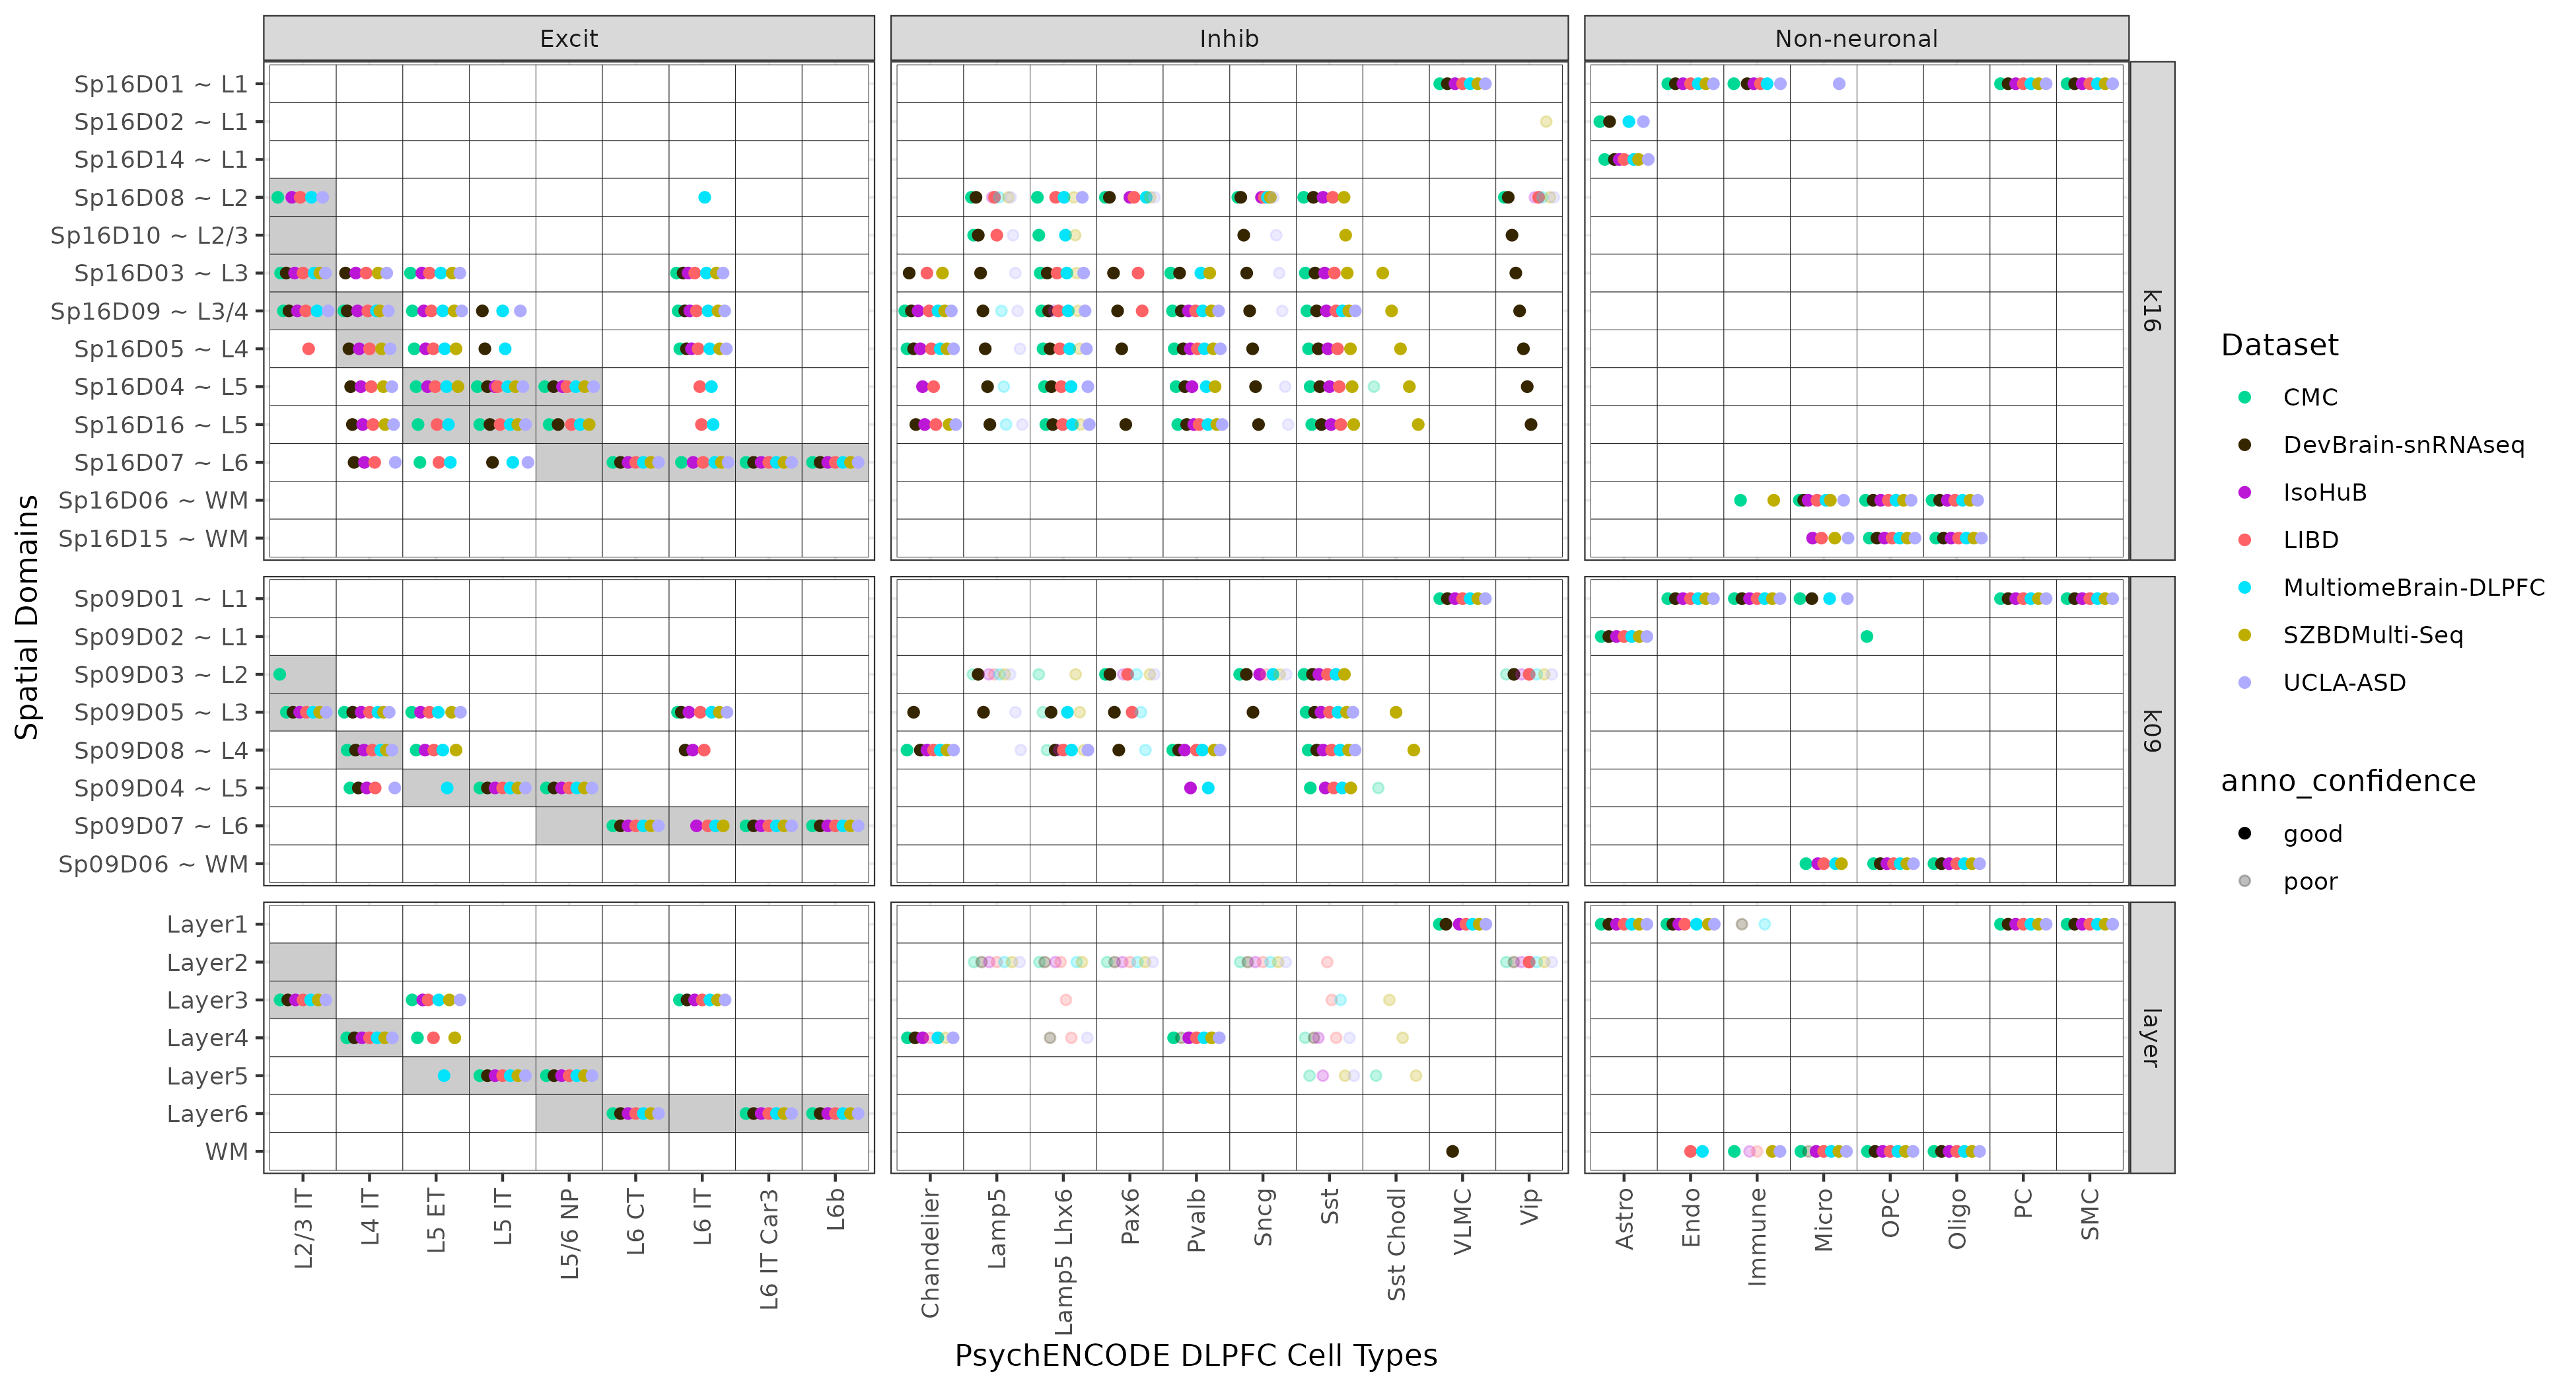 Excit
Inhib
Non-neuronal
Spatial Domains
Sp16D01 ~ L1
Sp16D02 ~ L1
Sp16D14 ~ L1
Sp16D08 ~ L2
Sp16D10 ~ L2/3
Sp16D03 ~ L3
Sp16D09 ~ L3/4
Sp16D05 ~ L4
Sp16D04 ~ L5
Sp16D16 ~ L5
Sp16D07 ~ L6
Sp16D06 ~ WM
Sp16D15 ~ WM
k16
Sp09D01 ~ L1
Sp09D02 ~ L1
Sp09D03 ~ L2
Sp09D05 ~ L3
Sp09D08 ~ L4
Sp09D04 ~ L5
Sp09D07 ~ L6
Sp09D06 ~ WM
k09
Layer1
Layer2
Layer3
Layer4
Layer5
Layer6
WM
layer
L2/3 IT
L4 IT
L5 ET
L5 IT
L5/6 NP
L6 CT
L6 IT
L6 IT Car3
L6b
Chandelier
Lamp5
Lamp5 Lhx6
Pax6
Pvalb
Sncg
Sst
Sst Chodl
VLMC
Vip
Astro
Endo
Immune
Micro
OPC
Oligo
PC
SMC
PsychENCODE DLPFC Cell Types
Dataset
CMC
DevBrain-snRNAseq
IsoHuB
LIBD
MultiomeBrain-DLPFC
SZBDMulti-Seq
UCLA-ASD
anno_confidence
good
poor